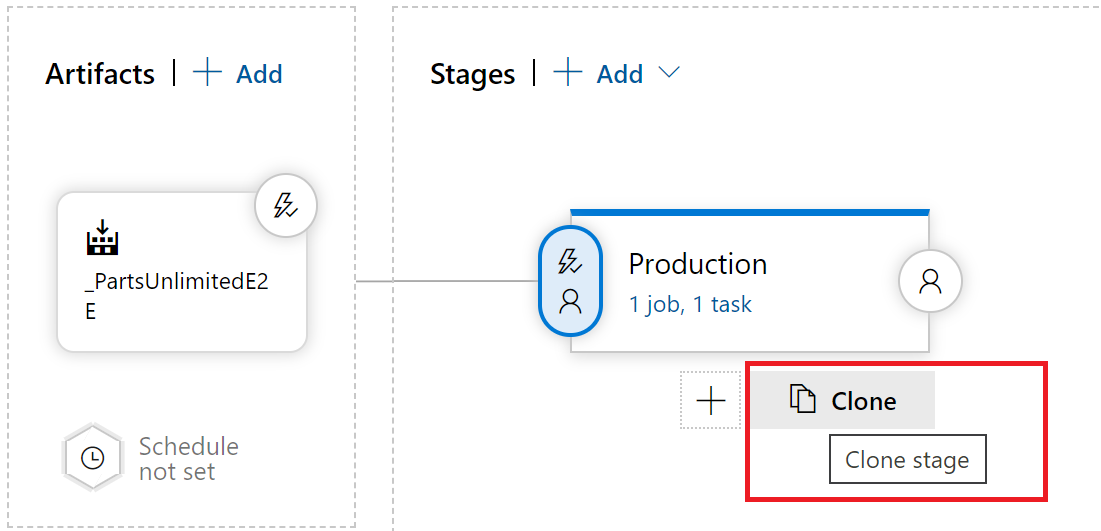 Artifacts | + Add
Stages | + Add
_PartsUnlimitedE2
E
Production
1 job, 1 task
Clone
Clone stage
Schedule
not set